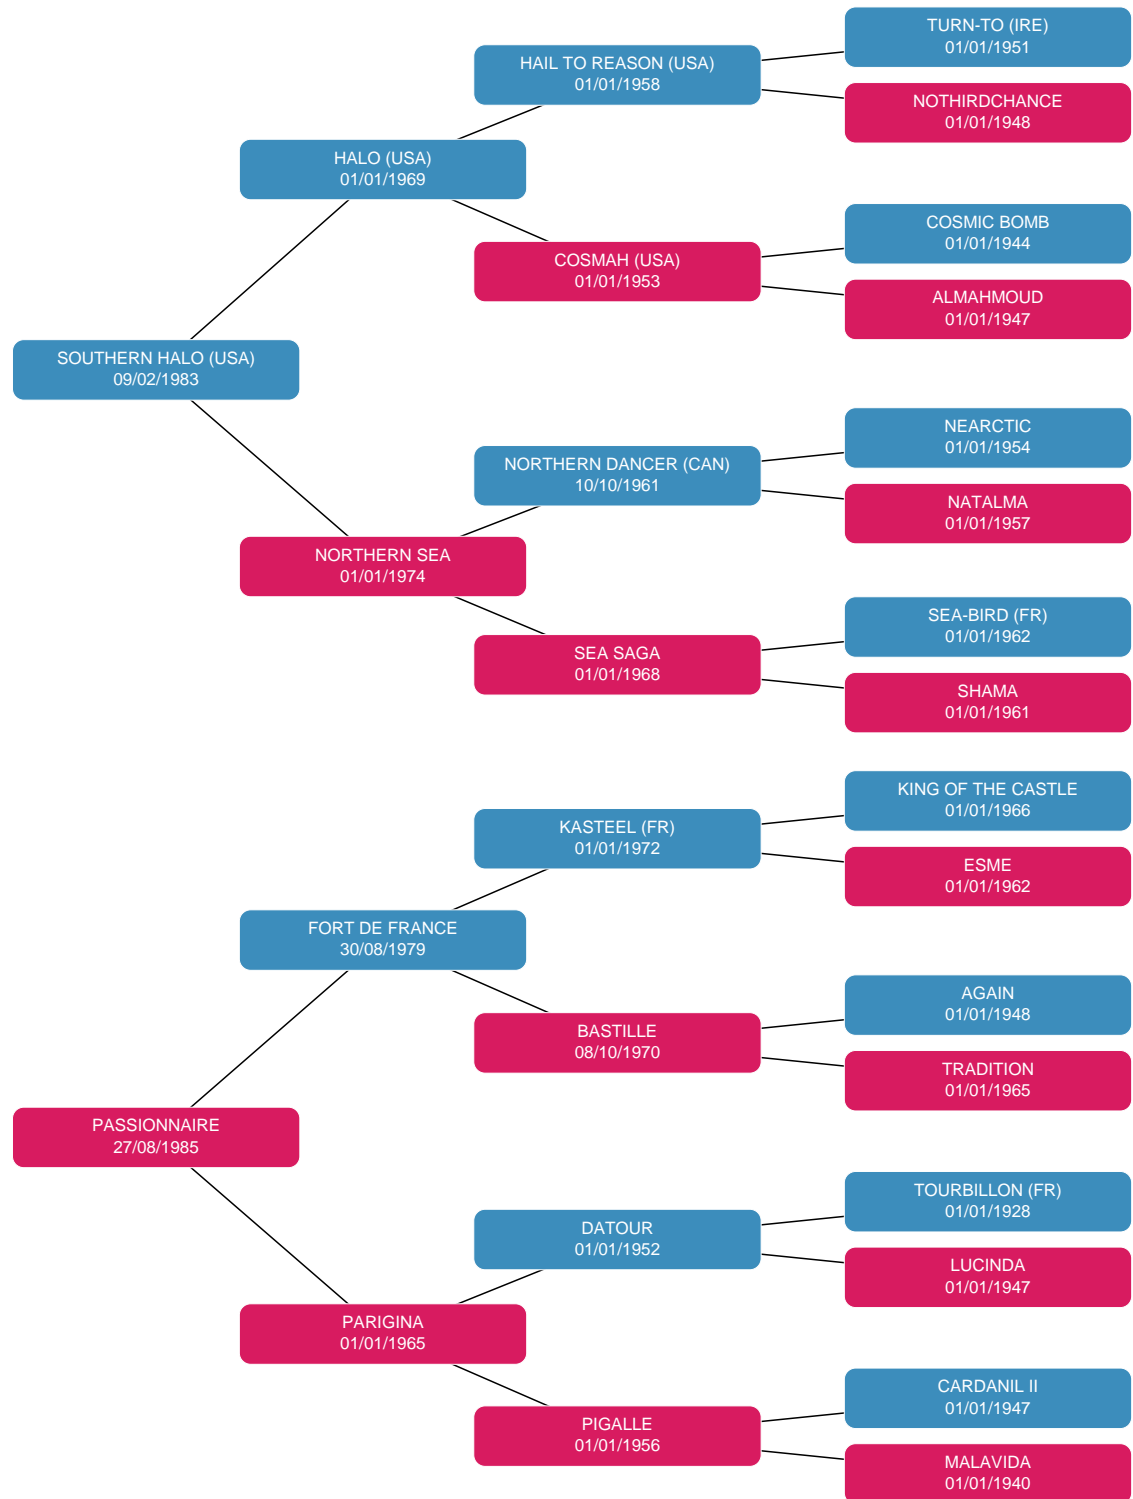 TURN-TO (IRE)
01/01/1951
HAIL TO REASON (USA)
01/01/1958
NOTHIRDCHANCE
01/01/1948
HALO (USA)
01/01/1969
COSMIC BOMB
01/01/1944
COSMAH (USA)
01/01/1953
ALMAHMOUD
01/01/1947
SOUTHERN HALO (USA)
09/02/1983
NEARCTIC
01/01/1954
NORTHERN DANCER (CAN)
10/10/1961
NATALMA
01/01/1957
NORTHERN SEA
01/01/1974
SEA-BIRD (FR)
01/01/1962
SEA SAGA
01/01/1968
SHAMA
01/01/1961
KING OF THE CASTLE
01/01/1966
KASTEEL (FR)
01/01/1972
ESME
01/01/1962
FORT DE FRANCE
30/08/1979
AGAIN
01/01/1948
BASTILLE
08/10/1970
TRADITION
01/01/1965
PASSIONNAIRE
27/08/1985
TOURBILLON (FR)
01/01/1928
DATOUR
01/01/1952
LUCINDA
01/01/1947
PARIGINA
01/01/1965
CARDANIL II
01/01/1947
PIGALLE
01/01/1956
MALAVIDA
01/01/1940